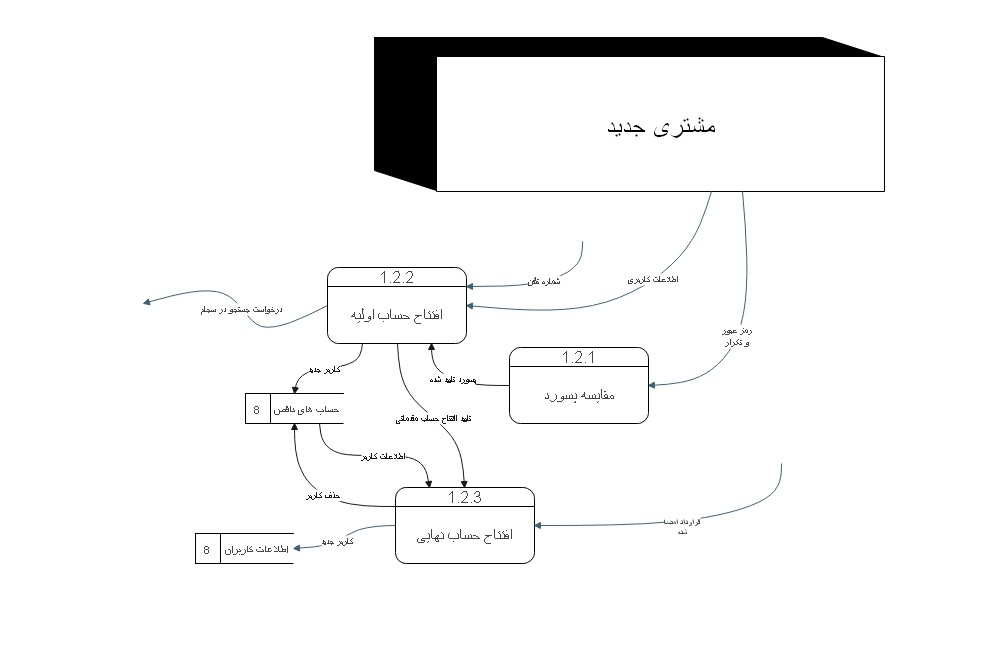 مشتری جدید
شماره تلفن
اطلاعات کاربری
1.2.2
افتتاح حساب اولیه
درخواست جستجو در سجام
رمز عبور
و تکرار
1.2.1
مقایسه پسورد
پسورد تایید شده
کاربر جدید
8
حساب های ناقص
تایید افتتاح حساب مقدماتی
اطلاعات کاربر
حذف کاربر
1.2.3
افتتاح حساب نهایی
قرارداد امضا
شده
کاربر جدید
8
اطلاعات کاربران